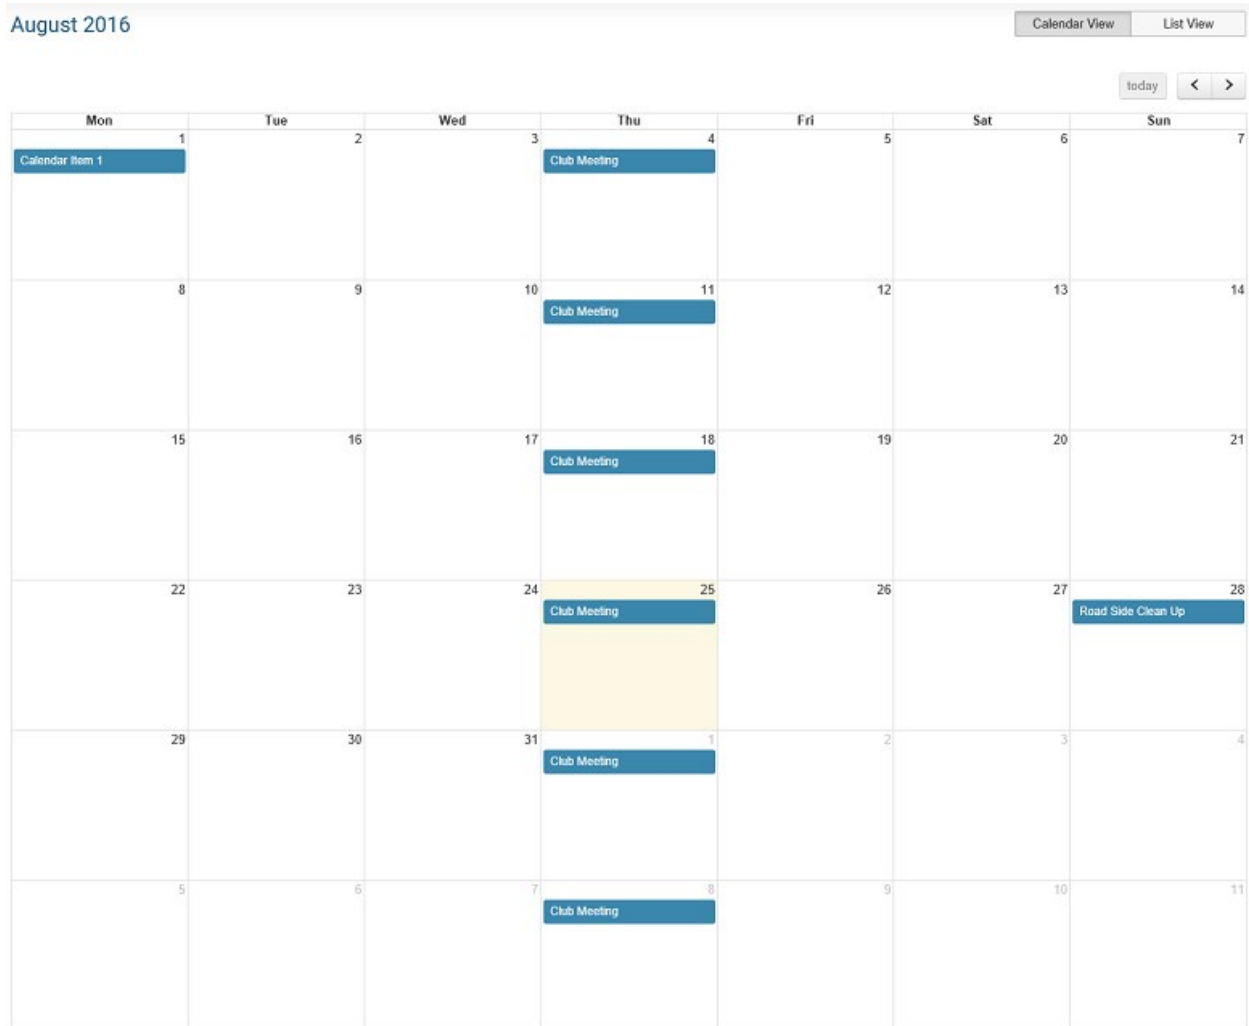 August 2016
Calendar View List View
today
Mon Tue Wed Thu Fri Sat Sun
1 2 3 4 5 6 7
Calendar Item 1 Club Meeting
8 9 10 11 12 13 14
Club Meeting
15 16 17 18 19 20 21
Club Meeting
22 23 24 25 26 27 28
Club Meeting Road Side Clean Up
29 30 31 1 2 3 4
Club Meeting
5 6 7 8 9 10 11
Club Meeting